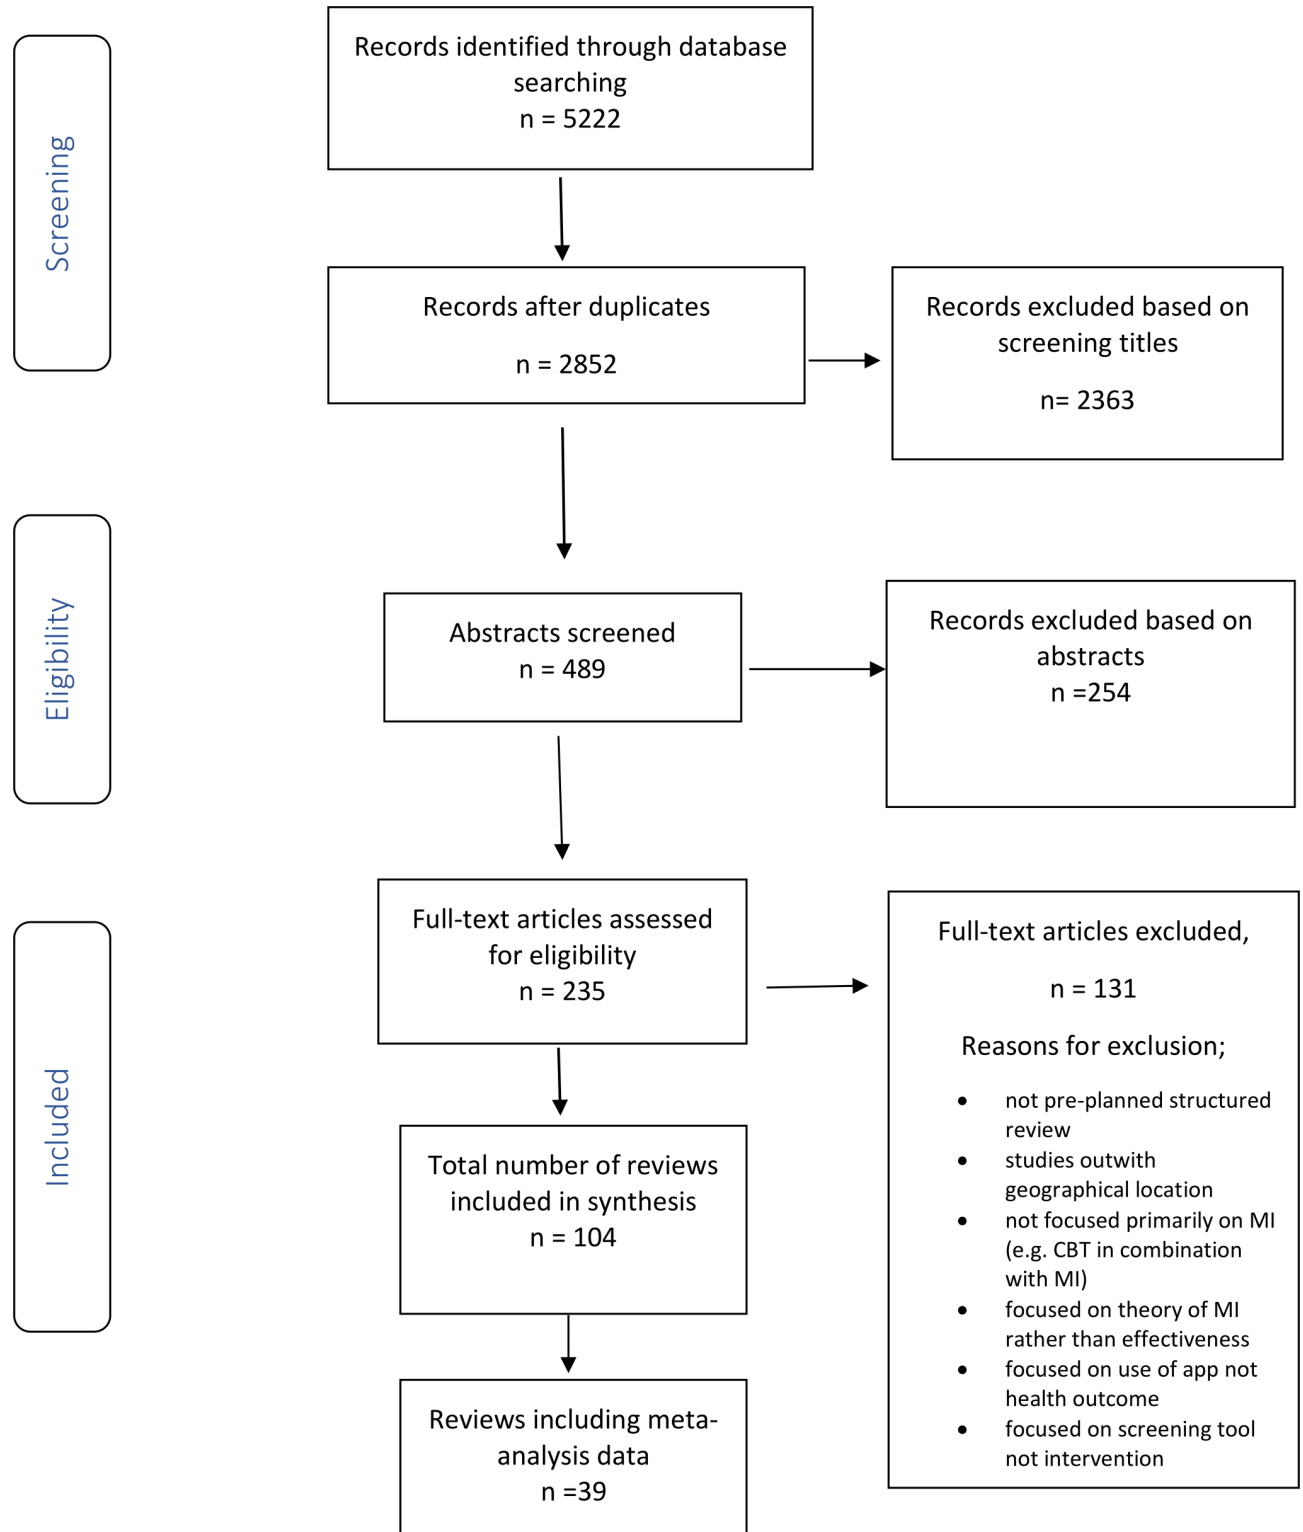 Screening
Records identified through database
searching
n = 5222
Records after duplicates
n = 2852
Records excluded based on
screening titles
n= 2363
Eligibility
Abstracts screened
n = 489
Records excluded based on
abstracts
n =254
Included
Full-text articles assessed
for eligibility
n = 235
Full-text articles excluded,
n = 131
Reasons for exclusion;
• not pre-planned structured
review
• studies outwith
geographical location
• not focused primarily on MI
(e.g. CBT in combination
with MI)
• focused on theory of MI
rather than effectiveness
• focused on use of app not
health outcome
• focused on screening tool
not intervention
Total number of reviews
included in synthesis
n = 104
Reviews including meta-
analysis data
n =39